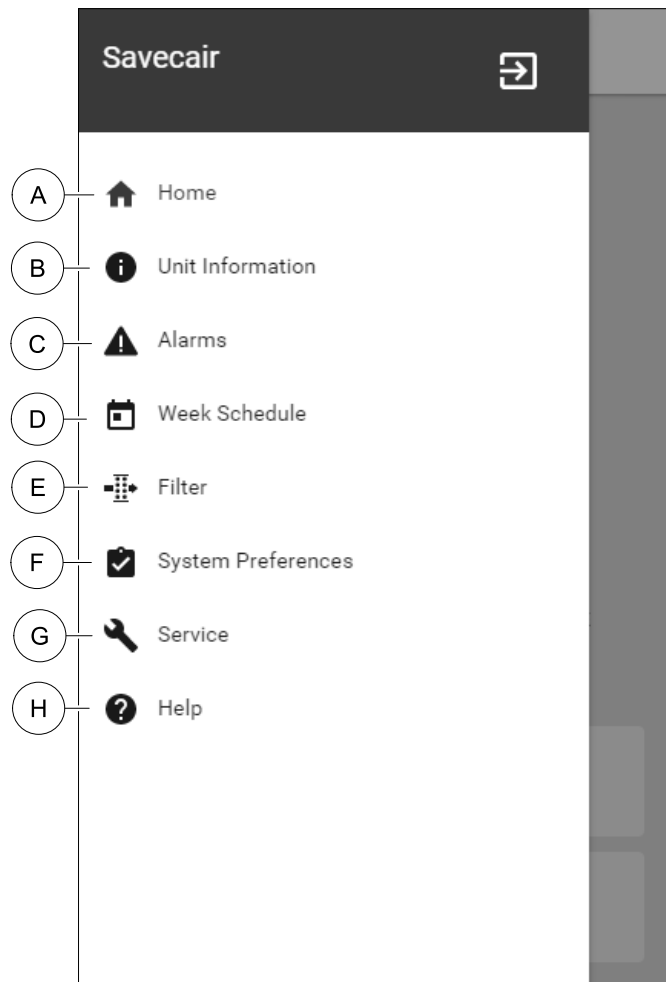 Savecair
A Home
B Unit Information
C Alarms
D Week Schedule
E Filter
F System Preferences
G Service
H Help